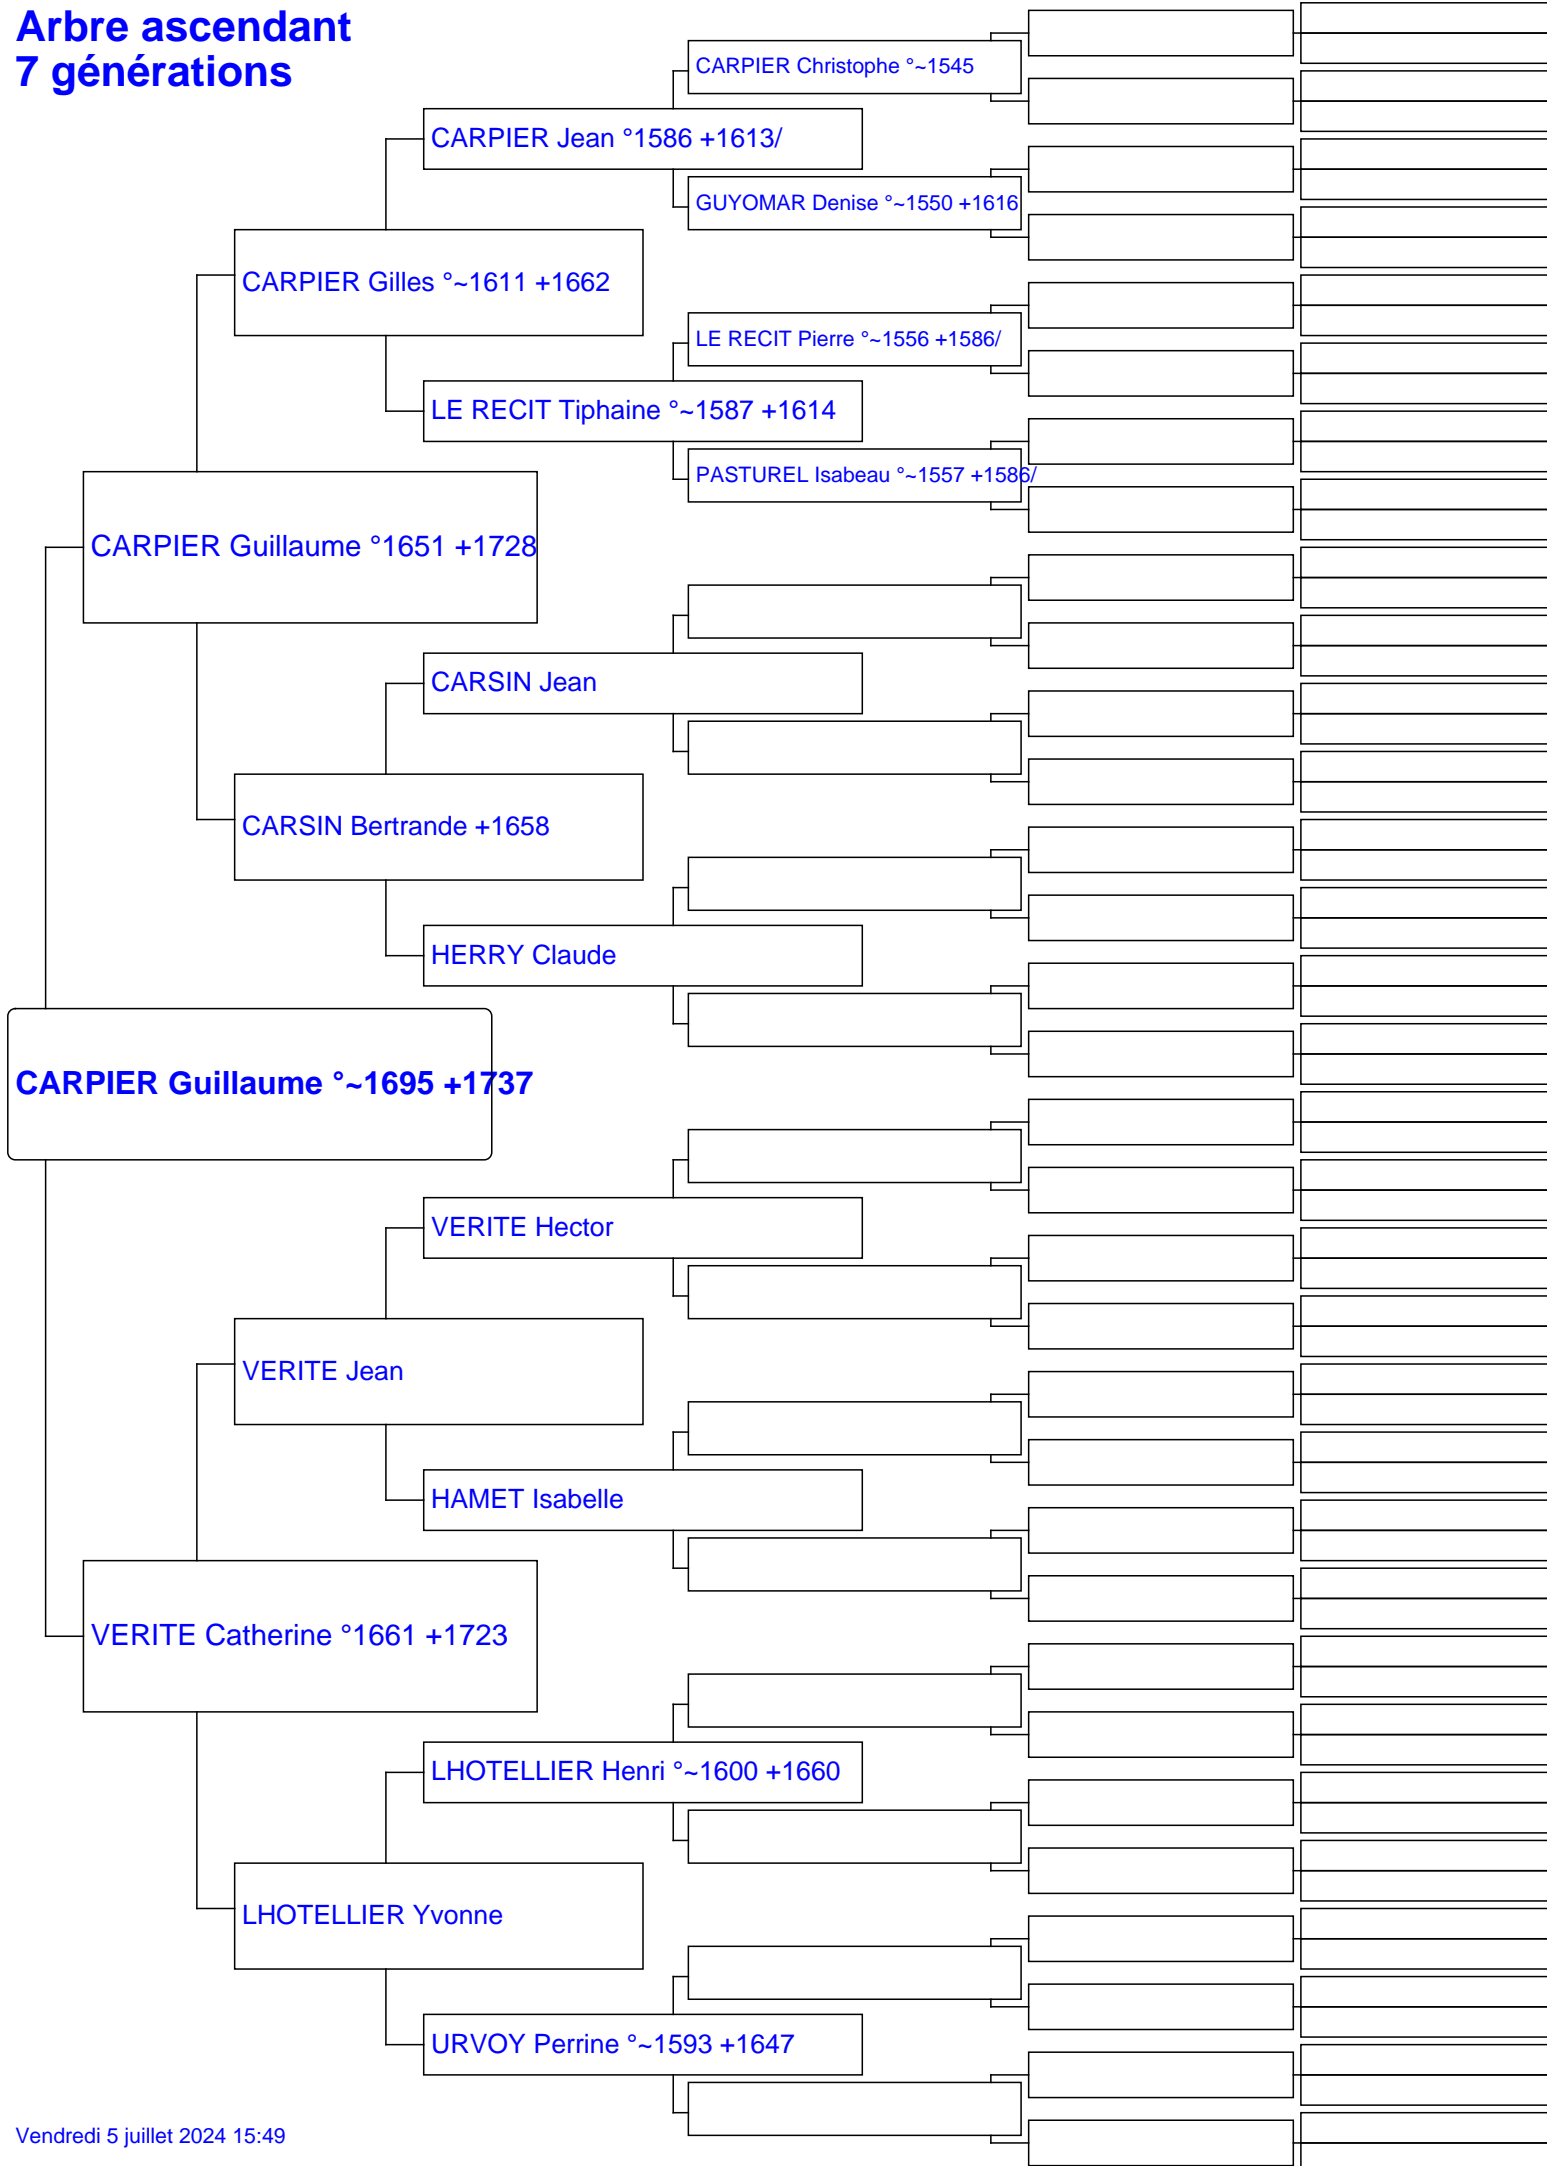 Arbre ascendant
7 générations
CARPIER Christophe °~1545
CARPIER Jean °1586 +1613/
GUYOMAR Denise °~1550 +1616
CARPIER Gilles °~1611 +1662
LE RECIT Pierre °~1556 +1586/
LE RECIT Tiphaine °~1587 +1614
PASTUREL Isabeau °~1557 +1586/
CARPIER Guillaume °1651 +1728
CARSIN Jean
CARSIN Bertrande +1658
HERRY Claude
CARPIER Guillaume °~1695 +1737
VERITE Hector
VERITE Jean
HAMET Isabelle
VERITE Catherine °1661 +1723
LHOTELLIER Henri °~1600 +1660
LHOTELLIER Yvonne
URVOY Perrine °~1593 +1647
Vendredi 5 juillet 2024 15:49